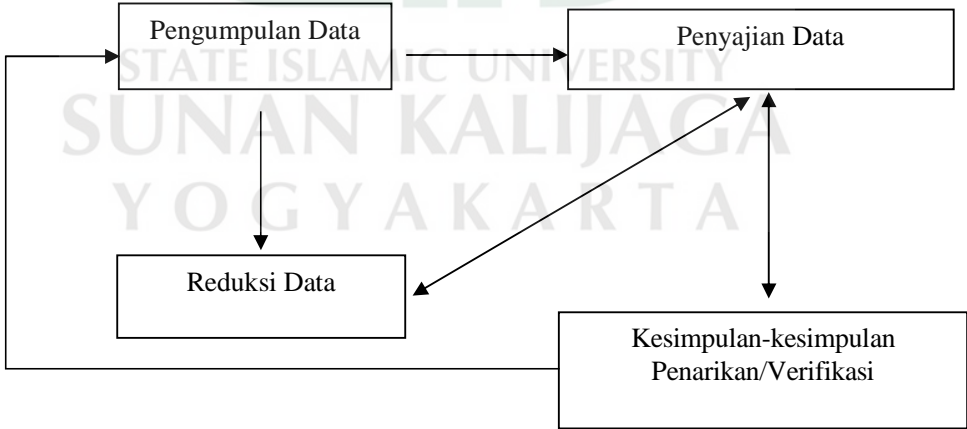 Pengumpulan Data
Penyajian Data
STATE ISLAMIC UNIVERSITY
SUNAN KALIJAGA
YOGYAKARTA
Reduksi Data
Kesimpulan-kesimpulan
Penarikan/Verifikasi